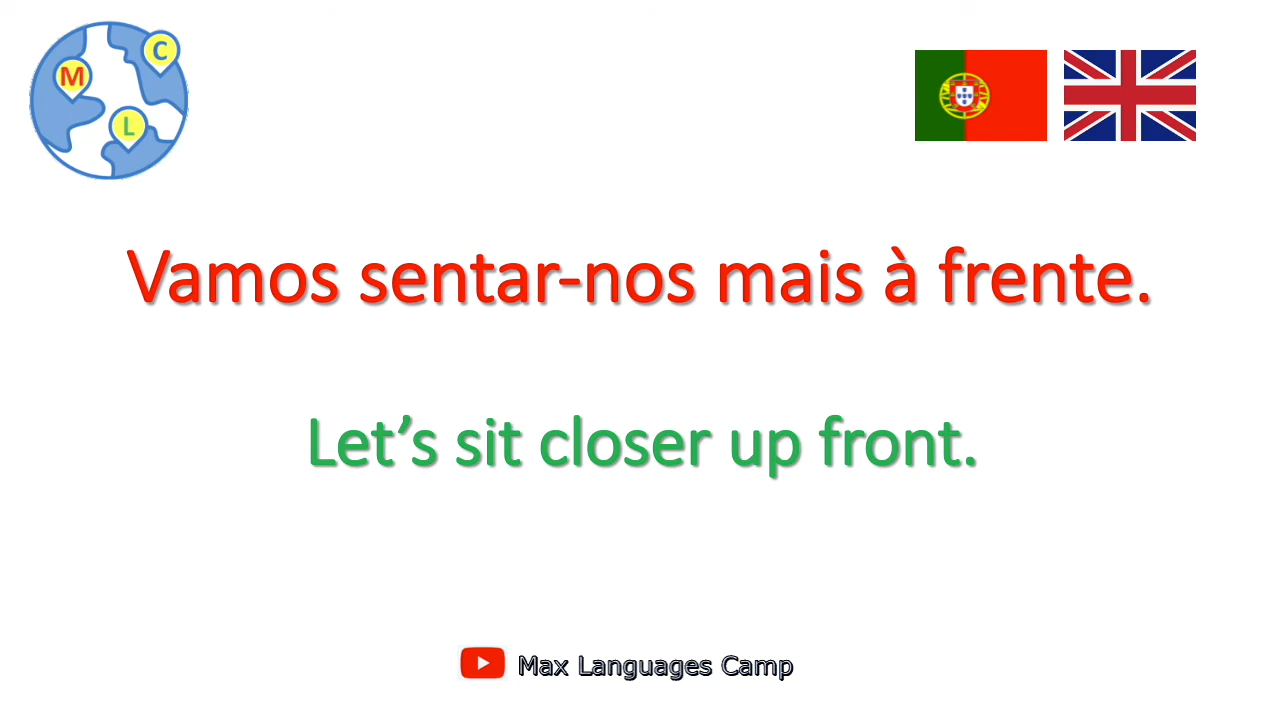 C
M
L
Vamos sentar-nos mais à frente.
Let’s sit closer up front.
Max Languages Camp